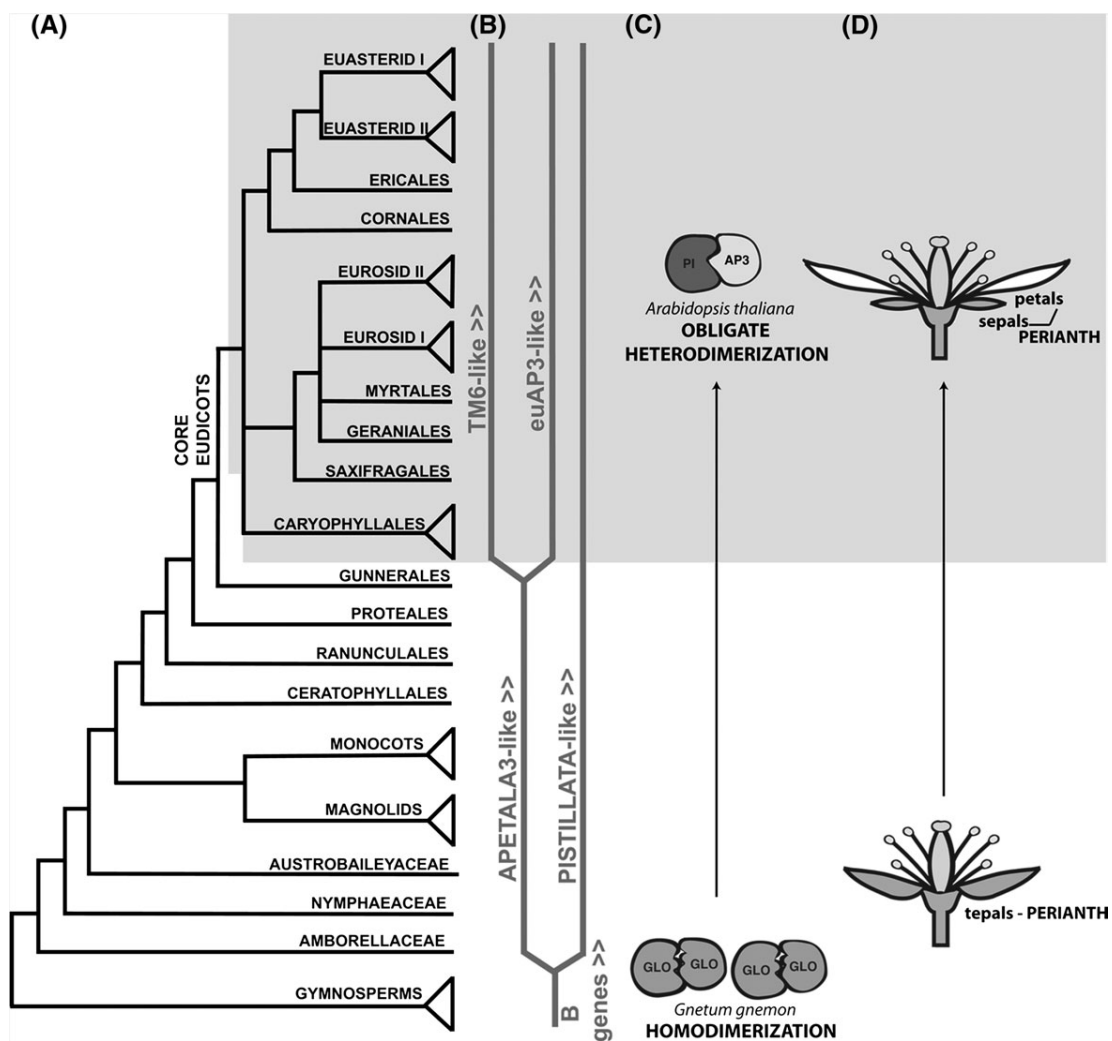 (A)
(B)
(C)
(D)
EUASTERID I
EUASTERID II
ERICALES
CORNALES
EUROSID II
EUROSID I
MYRTALES
GERANIALES
SAXIFRAGALES
CARYOPHYLLALES
GUNNERALES
PROTEALES
RANUNCULALES
CERATOPHYLLALES
MONOCOTS
MAGNOLIDS
AUSTROBAILEYACEAE
NYMPHAEACEAE
AMBORELLACEAE
GYMNOSPERMS
CORE
EUDICOTS
TM6-like >>
euAP3-like >>
APETALA3-like >>
PISTILLATA-like >>
B
genes >>
PI
AP3
Arabidopsis thaliana
OBLIGATE
HETERODIMERIZATION
GLO
GLO
GLO
GLO
Gnetum gnemon
HOMODIMERIZATION
petals
sepals
PERIANTH
tepals - PERIANTH